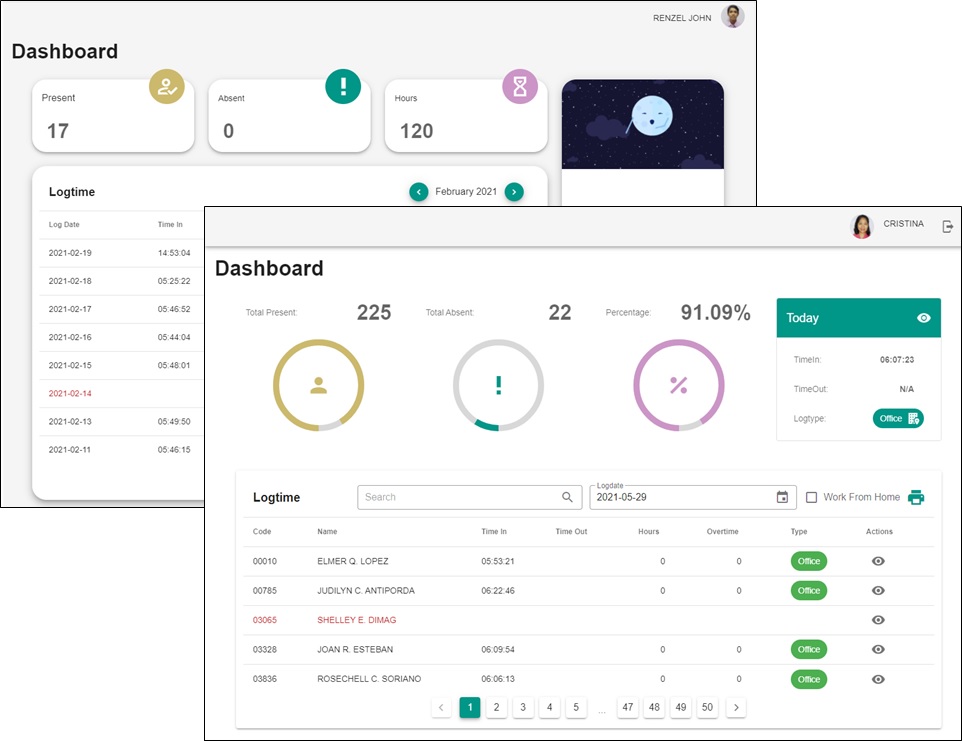 RENZEL JOHN
Dashboard
Present
17
Absent
0
Hours
120
Logtime
February 2021
Log Date Time In
2021-02-19 14:53:04
2021-02-18 05:25:22
2021-02-17 05:46:52
2021-02-16 05:44:04
2021-02-15 05:48:01
2021-02-14
2021-02-13 05:49:50
2021-02-11 05:46:15
CRISTINA
Dashboard
Total Present: 225
Total Absent: 22
Percentage: 91.09%
Today
TimeIn: 06:07:23
TimeOut: N/A
Logtype: Office
Logtime
Search
Logdate
2021-05-29
Work From Home
Code Name Time In Time Out Hours Overtime Type Actions
00010 ELMER Q. LOPEZ 05:53:21 0 0 Office
00785 JUDILYN C. ANTIPORDA 06:22:46 0 0 Office
03065 SHELLEY E. DIMAG
03328 JOAN R. ESTEBAN 06:09:54 0 0 Office
03836 ROSECHELL C. SORIANO 06:06:13 0 0 Office
< 1 2 3 4 5 ... 47 48 49 50 >